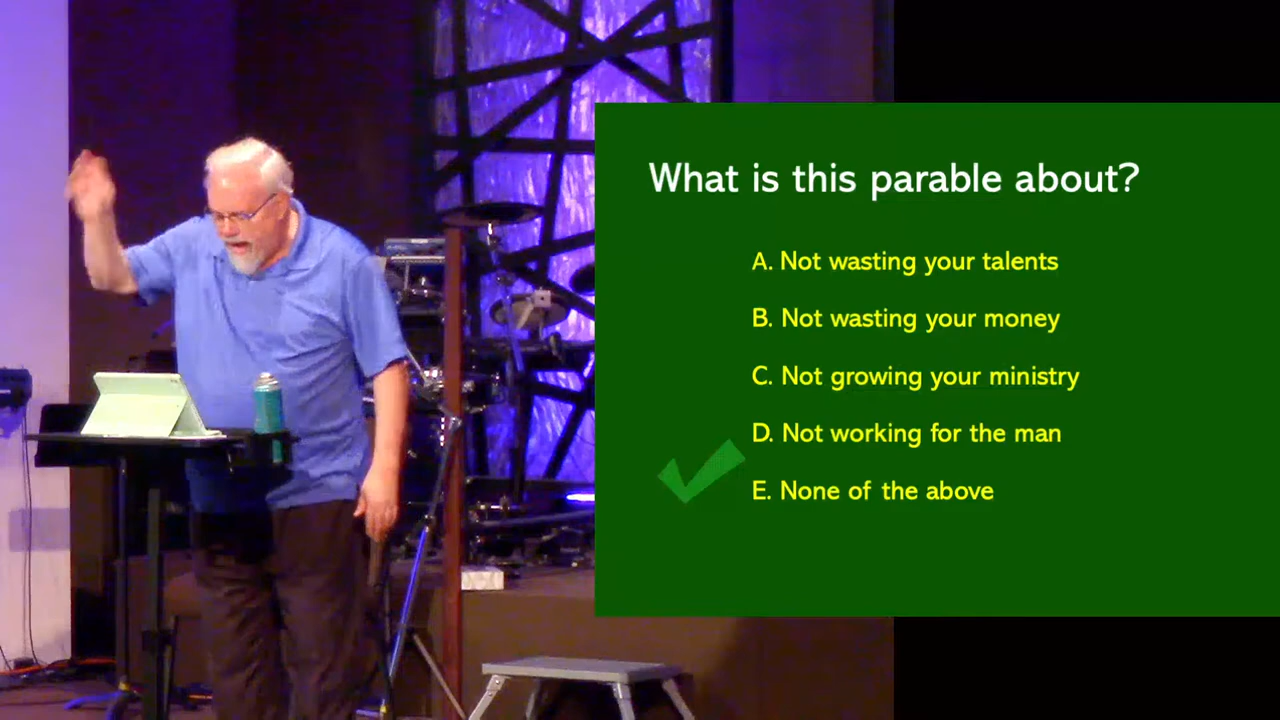 What is this parable about?
A. Not wasting your talents
B. Not wasting your money
C. Not growing your ministry
D. Not working for the man
E. None of the above